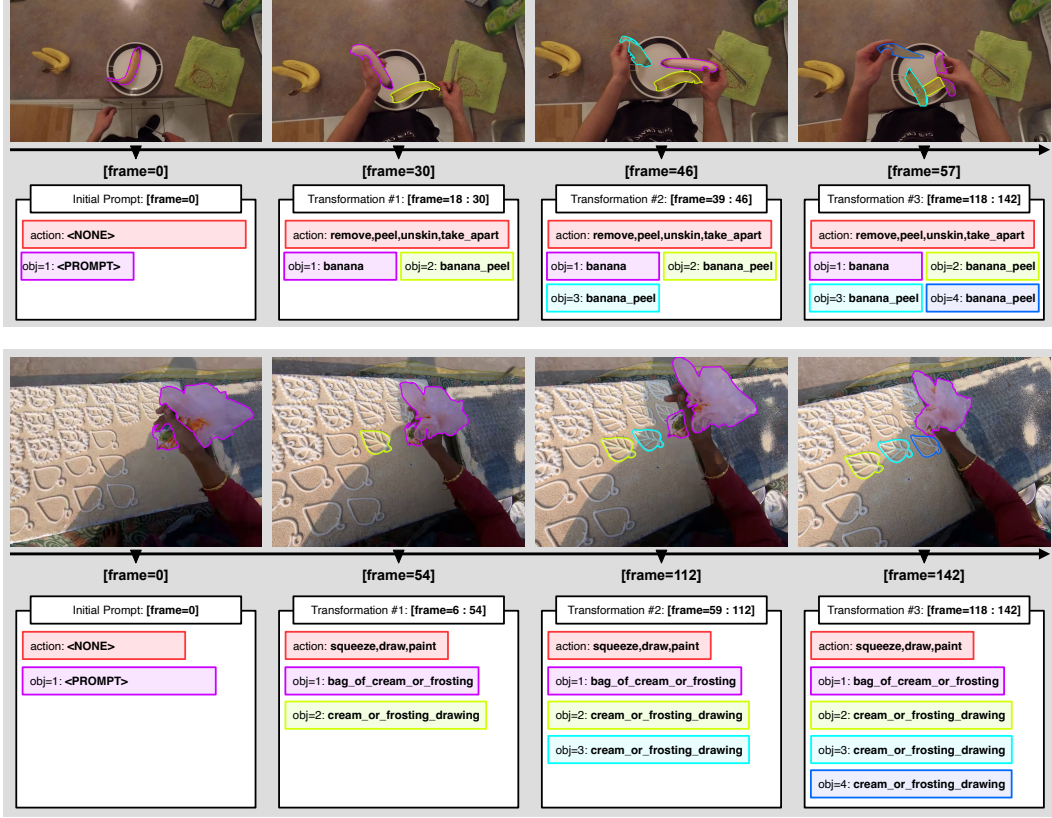 [frame=0] [frame=30] [frame=46] [frame=57]
Initial Prompt: [frame=0]
action: <NONE>
obj=1: <PROMPT>
Transformation #1: [frame=18 : 30]
action: remove,peel,unskin,take_apart
obj=1: banana obj=2: banana_peel
Transformation #2: [frame=39 : 46]
action: remove,peel,unskin,take_apart
obj=1: banana obj=2: banana_peel
obj=3: banana_peel
Transformation #3: [frame=118 : 142]
action: remove,peel,unskin,take_apart
obj=1: banana obj=2: banana_peel
obj=3: banana_peel obj=4: banana_peel
[frame=0] [frame=54] [frame=112] [frame=142]
Initial Prompt: [frame=0]
action: <NONE>
obj=1: <PROMPT>
Transformation #1: [frame=6 : 54]
action: squeeze,draw,paint
obj=1: bag_of_cream_or_frosting
obj=2: cream_or_frosting_drawing
Transformation #2: [frame=59 : 112]
action: squeeze,draw,paint
obj=1: bag_of_cream_or_frosting
obj=2: cream_or_frosting_drawing
obj=3: cream_or_frosting_drawing
Transformation #3: [frame=118 : 142]
action: squeeze,draw,paint
obj=1: bag_of_cream_or_frosting
obj=2: cream_or_frosting_drawing
obj=3: cream_or_frosting_drawing
obj=4: cream_or_frosting_drawing